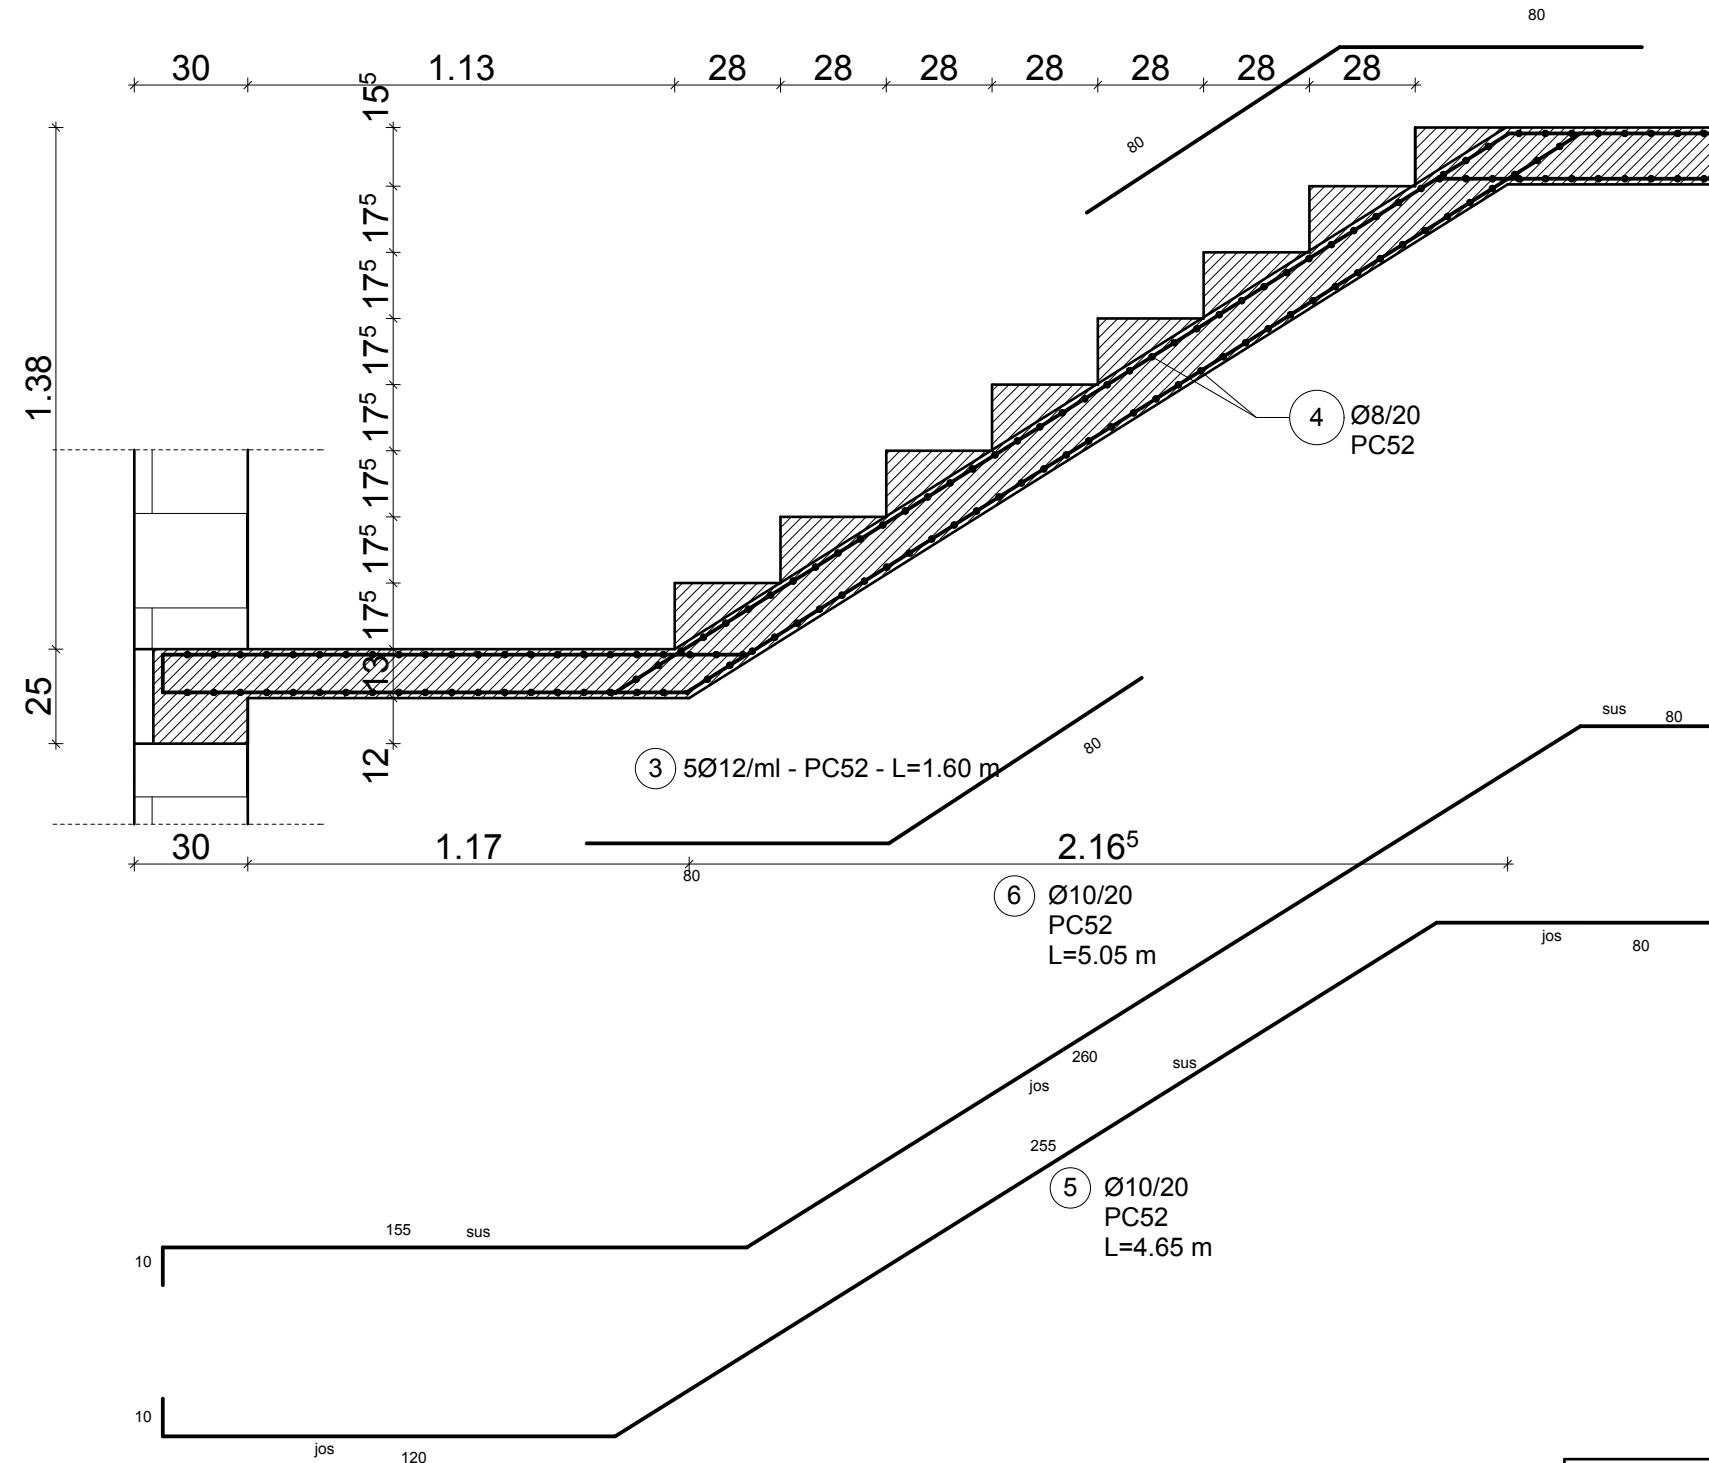 80
30 1.13 28 28 28 28 28 28 28
80
15⁵
17⁵
17⁵
17⁵
17⁵
17⁵
17⁵
17⁵
13
12
1.38
25
4 Ø8/20
PC52
3 5Ø12/ml - PC52 - L=1.60 m
80
80
30 1.17 2.16⁵
6 Ø10/20
PC52
L=5.05 m
sus 80
jos 80
260
jos
sus
255
5 Ø10/20
PC52
L=4.65 m
155 sus
10
10
jos 120